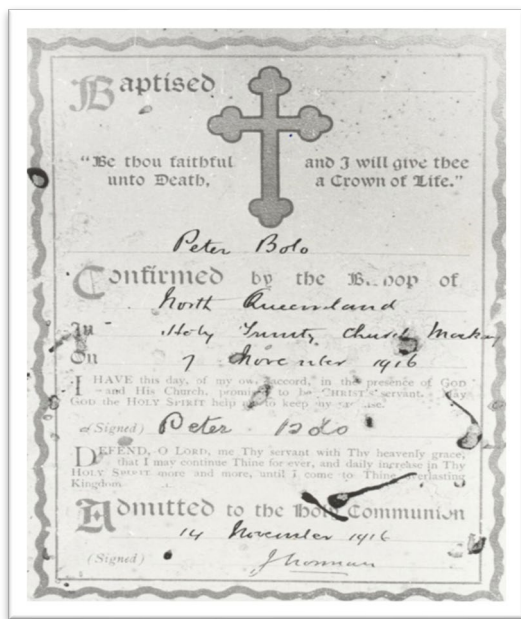 Baptised
"Be thou faithful and I will give thee
unto Death, a Crown of Life."
Peter Bolo
Confirmed by the B op of
North Queensland
In Holy Trinity Church Mackay
On 7 November 1916
I HAVE this day, of my own accord, in the presence of GOD
and His Church, promised to be CHRIST'S servant. May
GOD the HOLY SPIRIT help me to keep my
(Signed) Peter Bolo
DEFEND, O LORD, me Thy servant with Thy heavenly grace,
that I may continue Thine for ever, and daily increase in Thy
HOLY SPIRIT more and more, until I come to Thine everlasting
Kingdom
Admitted to the Holy Communion
14 November 1916
(Signed)